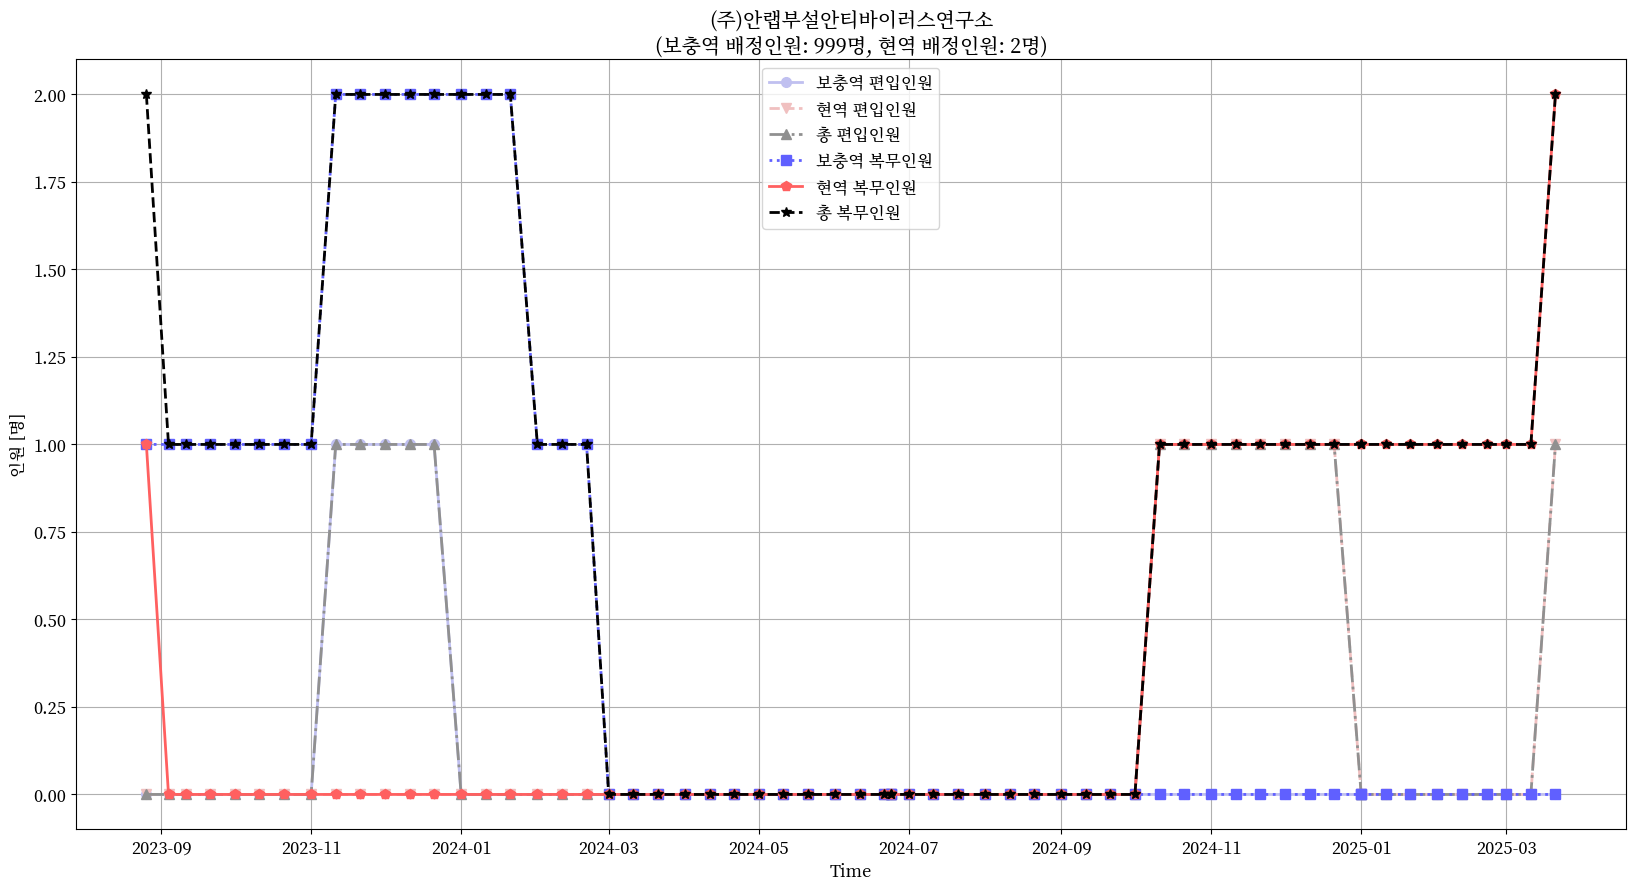 (주)안랩부설안티바이러스연구소
(보충역 배정인원: 999명, 현역 배정인원: 2명)
보충역 편입인원
현역 편입인원
총 편입인원
보충역 복무인원
현역 복무인원
총 복무인원
인원 [명]
2.00
1.75
1.50
1.25
1.00
0.75
0.50
0.25
0.00
2023-09 2023-11 2024-01 2024-03 2024-05 2024-07 2024-09 2024-11 2025-01 2025-03
Time